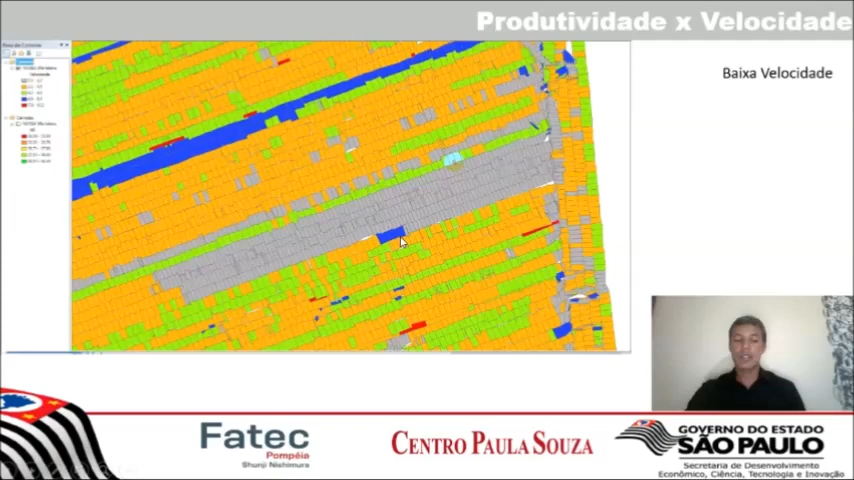 Produtividade x Velocidade
Baixa Velocidade
Fatec
Pompéia
Shunji Nishimura
CENTRO PAULA SOUZA
GOVERNO DO ESTADO
SÃO PAULO
Secretaria de Desenvolvimento
Econômico, Ciência, Tecnologia e Inovação